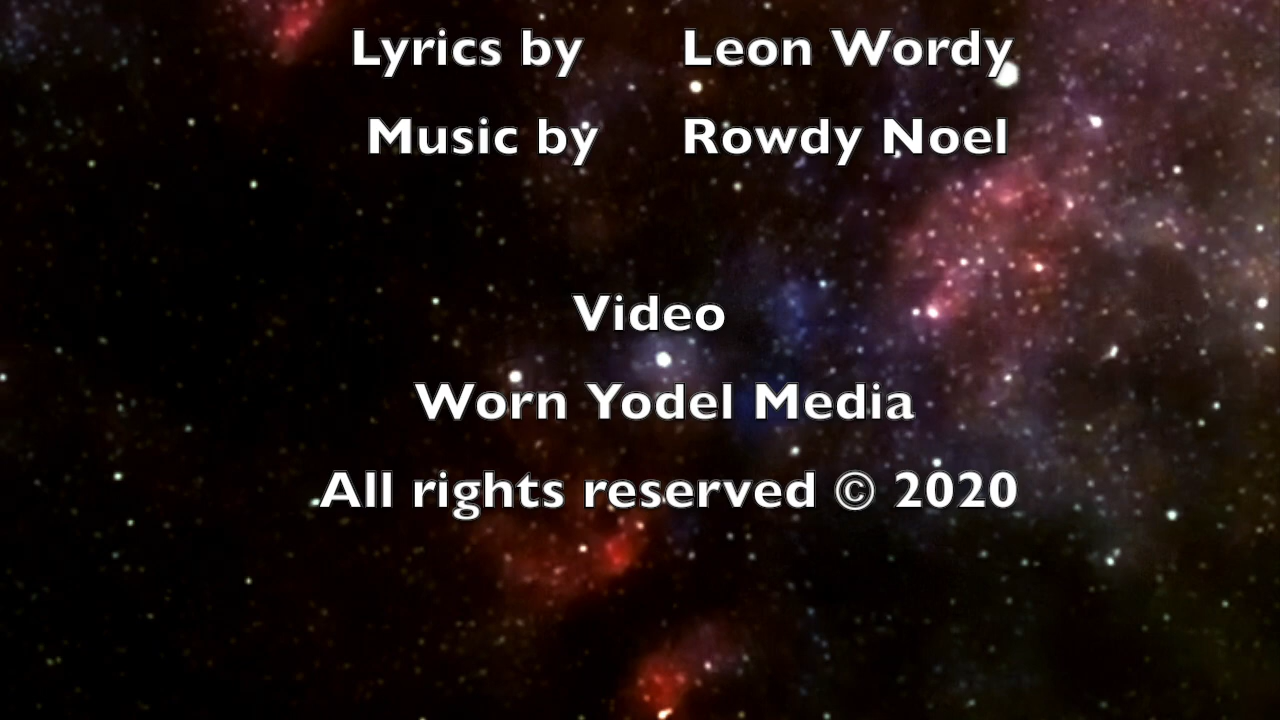 Lyrics by Leon Wordy
Music by Rowdy Noel
Video
Worn Yodel Media
All rights reserved © 2020